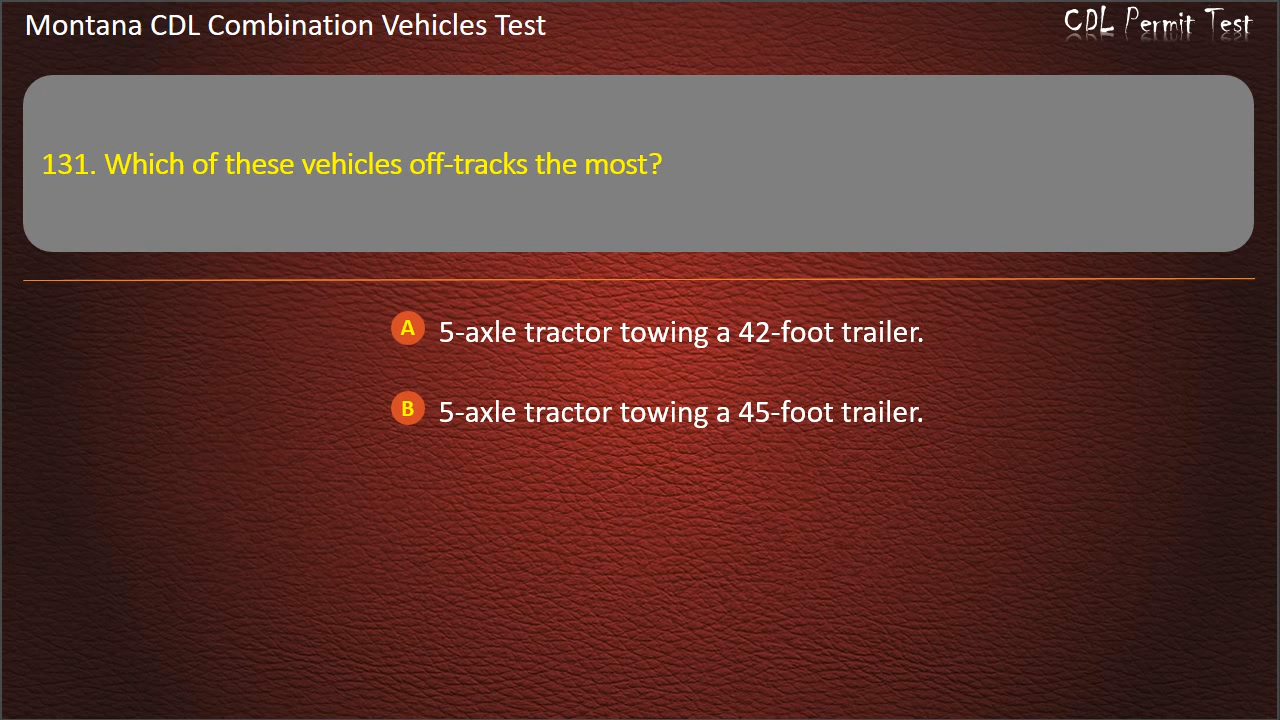 Montana CDL Combination Vehicles Test
CDL Permit Test
131. Which of these vehicles off-tracks the most?
A 5-axle tractor towing a 42-foot trailer.
B 5-axle tractor towing a 45-foot trailer.